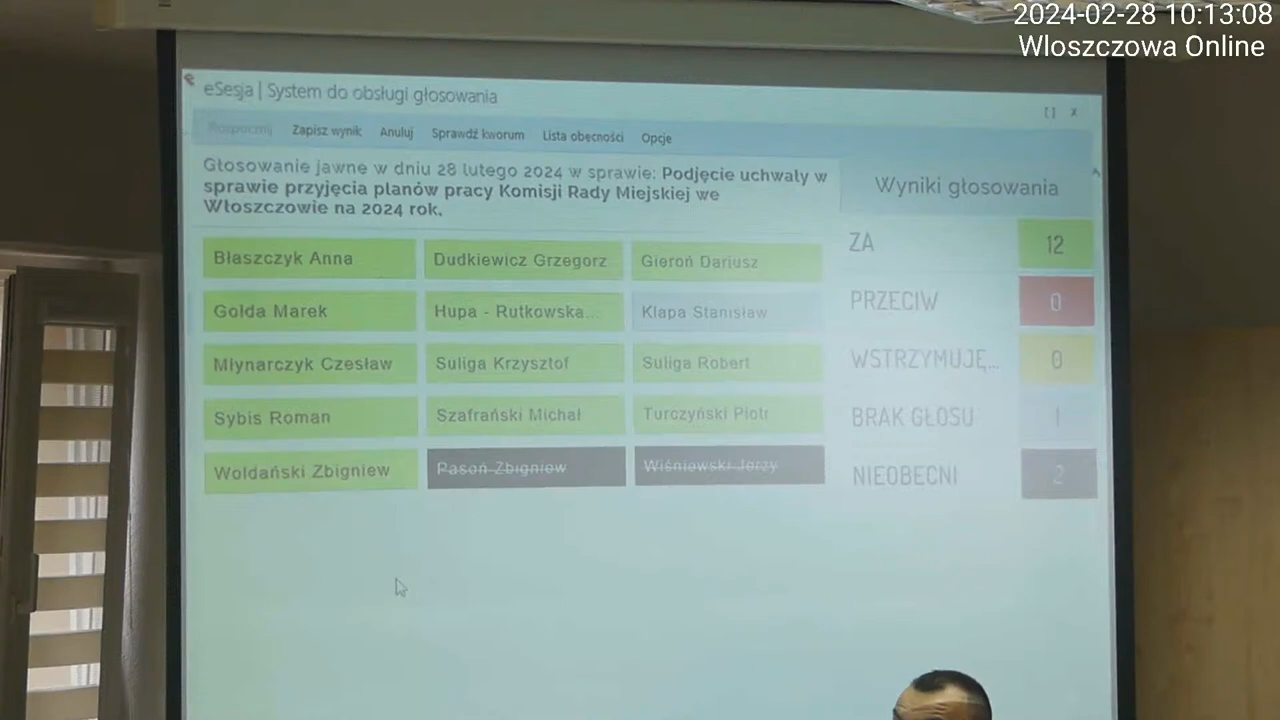 2024-02-28 10:13:08
Wloszczowa Online
eSesja | System do obsługi głosowania
Rozpocznij Zapisz wynik Anuluj Sprawdź kworum Lista obecności Opcje
Głosowanie jawne w dniu 28 lutego 2024 w sprawie: Podjęcie uchwały w
sprawie przyjęcia planów pracy Komisji Rady Miejskiej we
Włoszczowie na 2024 rok.
Wyniki głosowania
Błaszczyk Anna Dudkiewicz Grzegorz Gieroń Dariusz
Gołda Marek Hupa - Rutkowska... Klapa Stanisław
Młynarczyk Czesław Suliga Krzysztof Suliga Robert
Sybis Roman Szafrański Michał Turczyński Piotr
Woldański Zbigniew Pasoń Zbigniew Wiśniewski Jerzy
ZA 12
PRZECIW 0
WSTRZYMUJĘ... 0
BRAK GŁOSU 1
NIEOBECNI 2